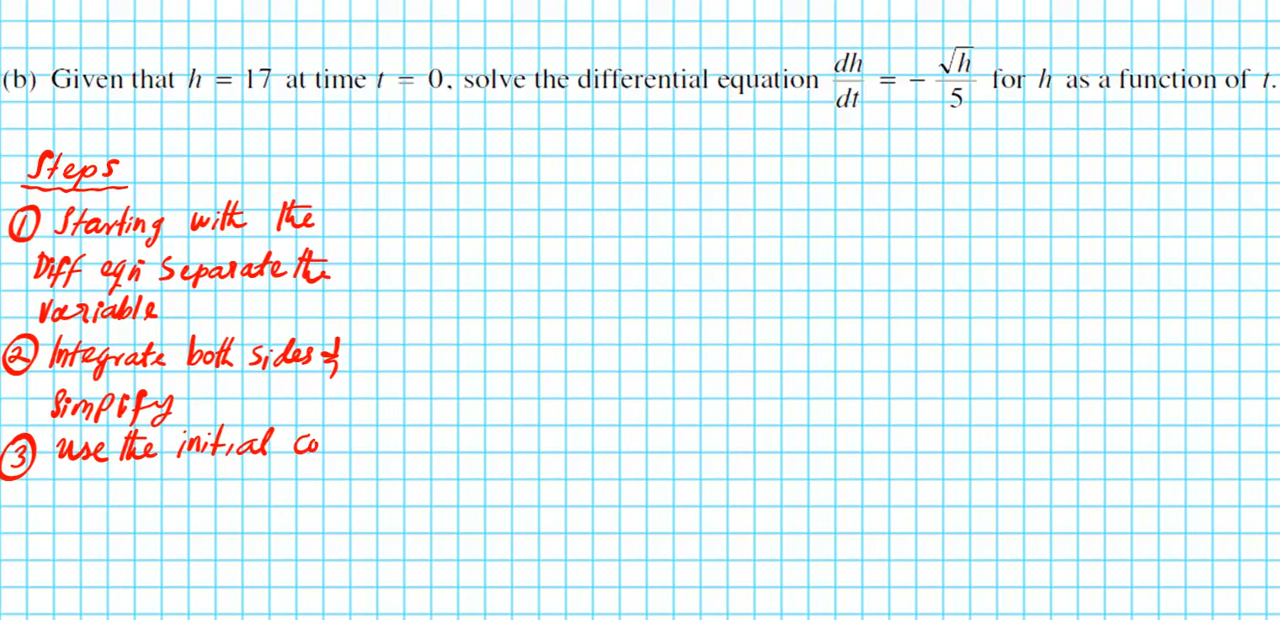 (b) Given that h = 17 at time t = 0, solve the differential equation dh/dt = - √h/5 for h as a function of t.
Steps
① Starting with the
Diff eqn separate the
variable
② Integrate both sides &
simplify
③ use the initial co